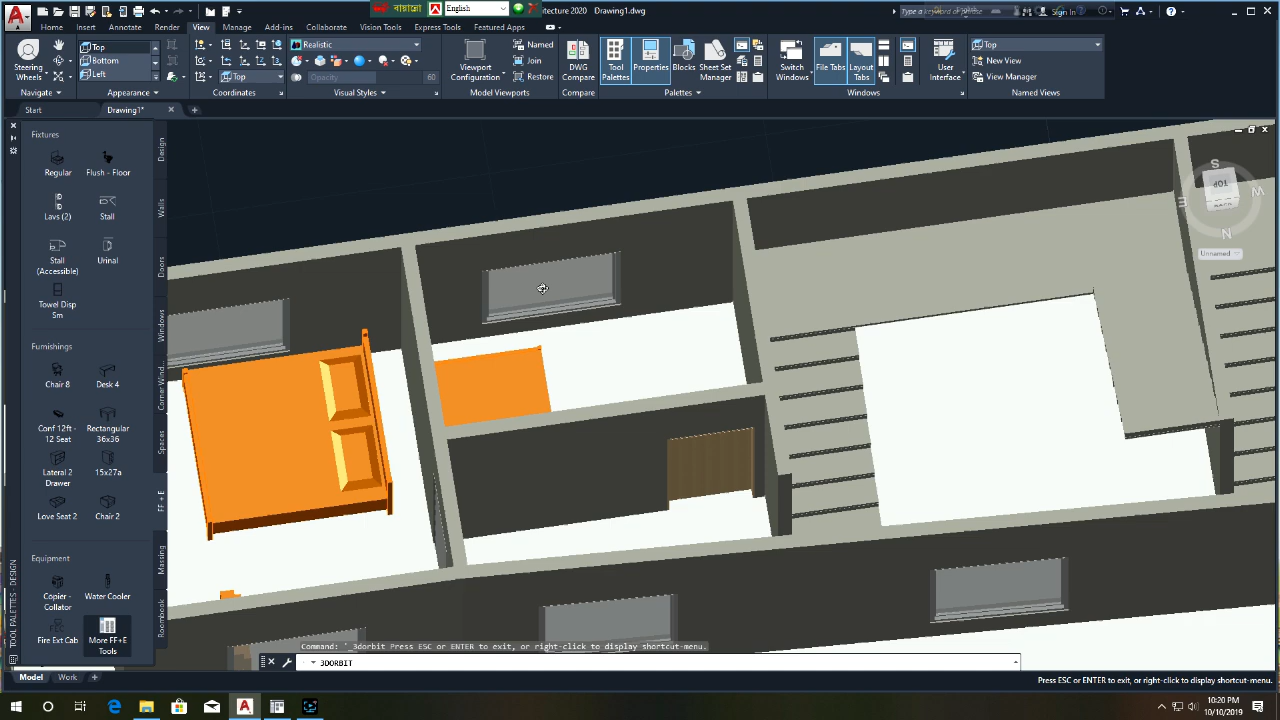 বাংলায় English
chitecture 2020 Drawing1.dwg
Type a keyword or phrase
Sign In
Home Insert Annotate Render View Manage Add-ins Collaborate Vision Tools Express Tools Featured Apps
Steering Wheels
Navigate
Top
Bottom
Left
Appearance
Top
Coordinates
Realistic
Opacity 60
Visual Styles
Viewport Configuration
Named
Join
Restore
Model Viewports
DWG Compare
Compare
Tool Palettes
Properties
Blocks
Sheet Set Manager
Palettes
Switch Windows
File Tabs
Layout Tabs
Windows
User Interface
Top
New View
View Manager
Named Views
Start Drawing1*
Fixtures
Regular Flush - Floor
Lavs (2) Stall
Stall (Accessible) Urinal
Towel Disp Sm
Furnishings
Chair 8 Desk 4
Conf 12ft - 12 Seat Rectangular 36x36
Lateral 2 Drawer 15x27a
Love Seat 2 Chair 2
Equipment
Copier - Collator Water Cooler
Fire Ext Cab More FF+E Tools
Design
Walls
Doors
Windows
Corner Wind...
Spaces
FF + E
Massing
Roombook
TOOL PALETTES - DESIGN
S
W
E
N
TOP
Unnamed
Command: '_3dorbit Press ESC or ENTER to exit, or right-click to display shortcut-menu.
3DORBIT
Model Work
Press ESC or ENTER to exit, or right-click to display shortcut-menu.
10:20 PM
10/10/2019